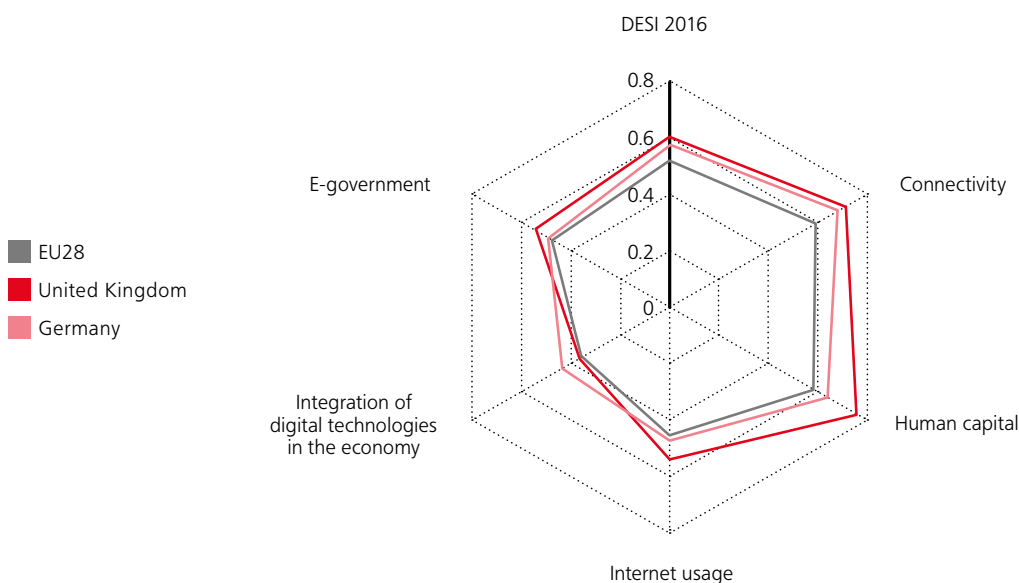 DESI 2016
0.8
0.6
0.4
0.2
0
E-government
Connectivity
EU28
United Kingdom
Germany
Integration of
digital technologies
in the economy
Human capital
Internet usage